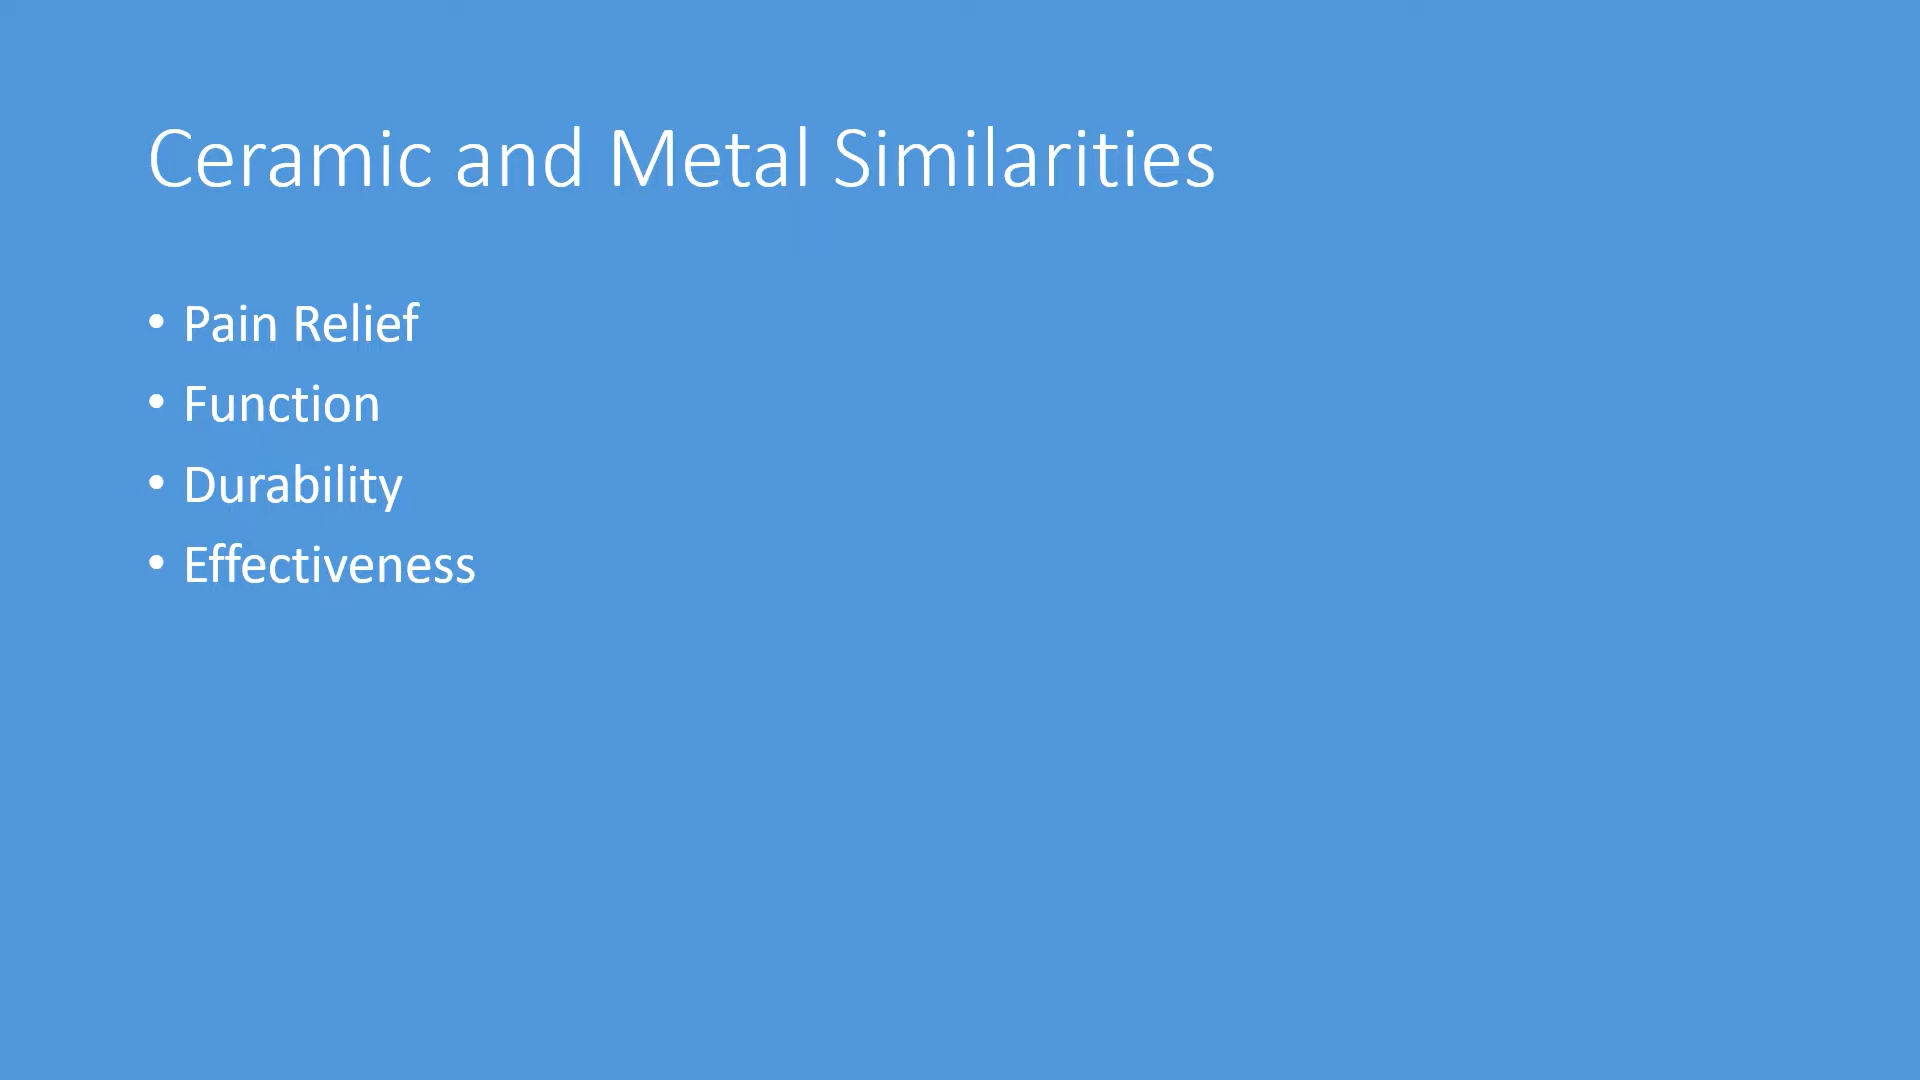 Ceramic and Metal Similarities
• Pain Relief
• Function
• Durability
• Effectiveness